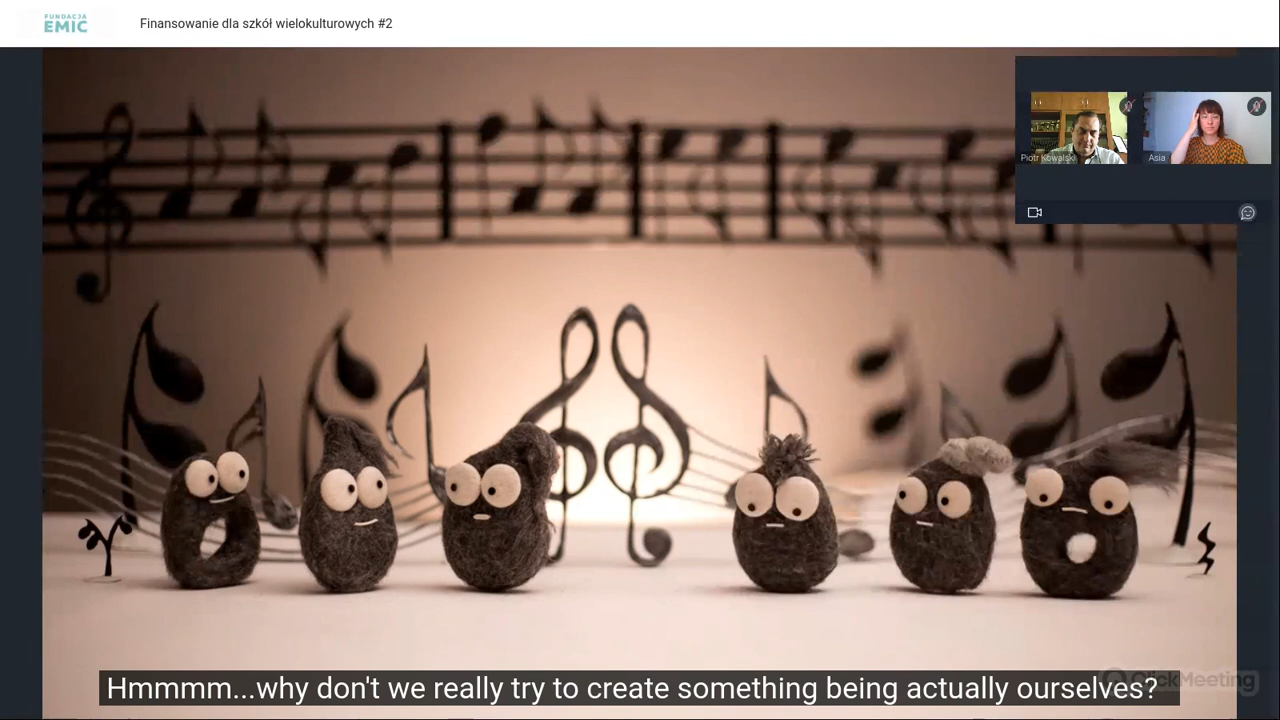 FUNDACJA
EMIC
Finansowanie dla szkół wielokulturowych #2
Piotr Kowalski
Asia
Hmmmm...why don't we really try to create something being actually ourselves?
ClickMeeting